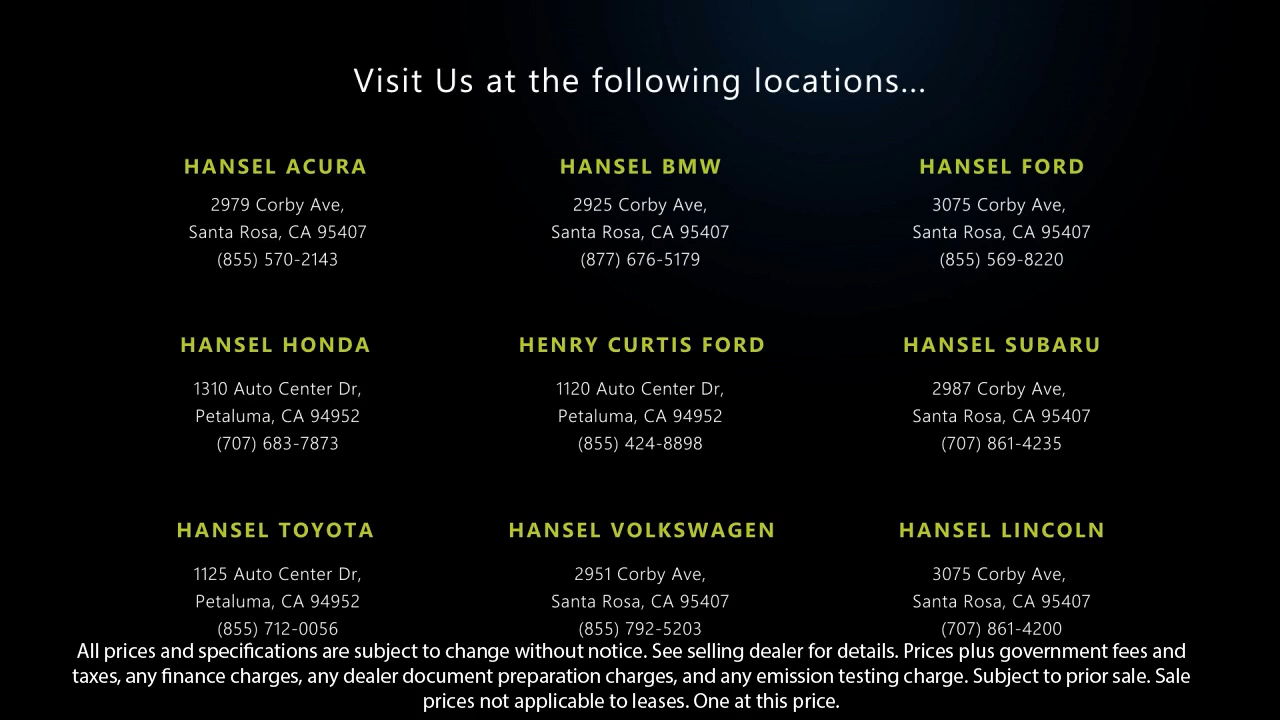 Visit Us at the following locations...
HANSEL ACURA
2979 Corby Ave,
Santa Rosa, CA 95407
(855) 570-2143
HANSEL BMW
2925 Corby Ave,
Santa Rosa, CA 95407
(877) 676-5179
HANSEL FORD
3075 Corby Ave,
Santa Rosa, CA 95407
(855) 569-8220
HANSEL HONDA
1310 Auto Center Dr,
Petaluma, CA 94952
(707) 683-7873
HENRY CURTIS FORD
1120 Auto Center Dr,
Petaluma, CA 94952
(855) 424-8898
HANSEL SUBARU
2987 Corby Ave,
Santa Rosa, CA 95407
(707) 861-4235
HANSEL TOYOTA
1125 Auto Center Dr,
Petaluma, CA 94952
(855) 712-0056
HANSEL VOLKSWAGEN
2951 Corby Ave,
Santa Rosa, CA 95407
(855) 792-5203
HANSEL LINCOLN
3075 Corby Ave,
Santa Rosa, CA 95407
(707) 861-4200
All prices and specifications are subject to change without notice. See selling dealer for details. Prices plus government fees and
taxes, any finance charges, any dealer document preparation charges, and any emission testing charge. Subject to prior sale. Sale
prices not applicable to leases. One at this price.